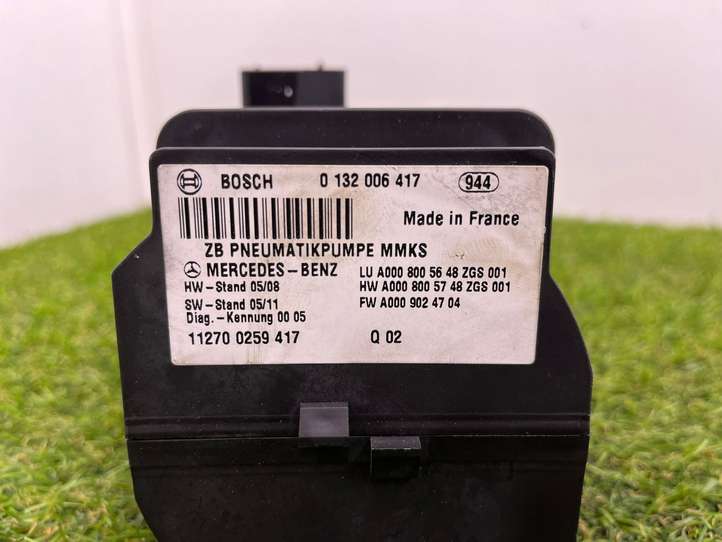 BOSCH 0 132 006 417 944
Made in France
ZB PNEUMATIKPUMPE MMKS
MERCEDES-BENZ LU A000 800 56 48 ZGS 001
HW-Stand 05/08 HW A000 800 57 48 ZGS 001
SW-Stand 05/11 FW A000 902 47 04
Diag.-Kennung 00 05
11270 0259 417 Q 02